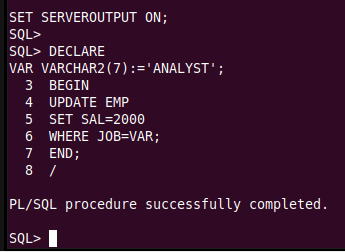 SET SERVEROUTPUT ON;
SQL>
SQL> DECLARE
VAR VARCHAR2(7):='ANALYST';
  3  BEGIN
  4  UPDATE EMP
  5  SET SAL=2000
  6  WHERE JOB=VAR;
  7  END;
  8  /
PL/SQL procedure successfully completed.
SQL>